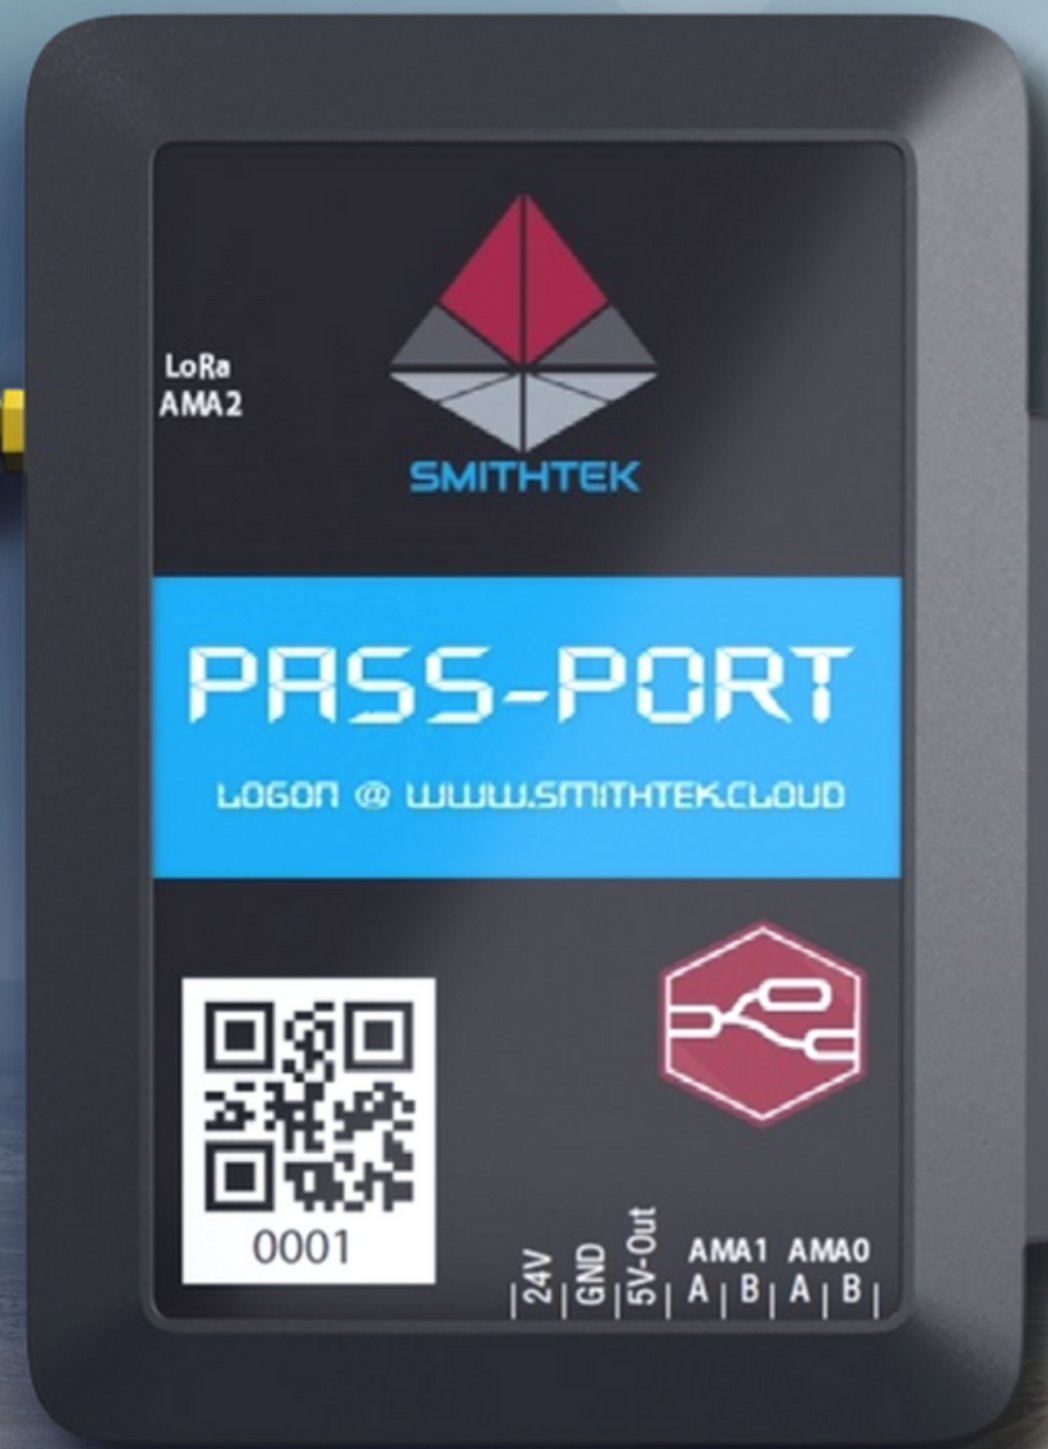 LoRa
AMA2
SMITHTEK
PASS-PORT
LOGON @ WWW.SMITHTEK.CLOUD
0001
24V
GND
5V-Out
AMA1 AMA0
A B A B